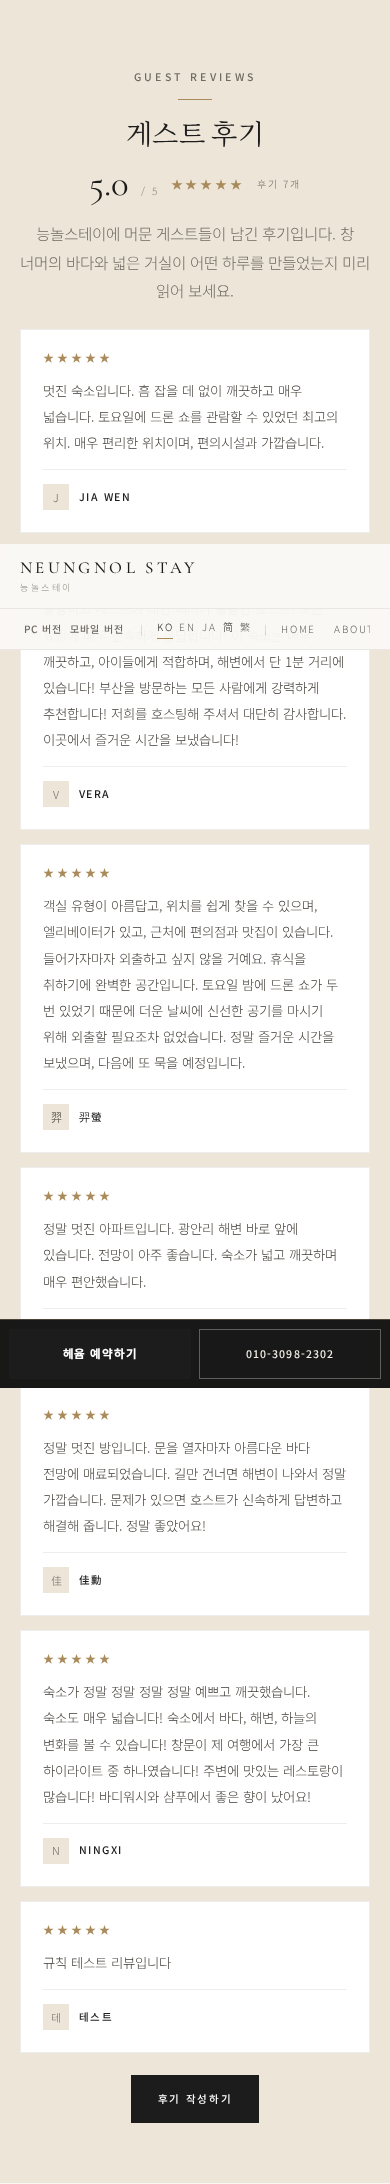 GUEST REVIEWS
게스트 후기
5.0 / 5 ★★★★★ 후기 7개
능놀스테이에 머문 게스트들이 남긴 후기입니다. 창
너머의 바다와 넓은 거실이 어떤 하루를 만들었는지 미리
읽어 보세요.
★★★★★
멋진 숙소입니다. 흠 잡을 데 없이 깨끗하고 매우
넓습니다. 토요일에 드론 쇼를 관람할 수 있었던 최고의
위치. 매우 편리한 위치이며, 편의시설과 가깝습니다.
J JIA WEN
NEUNGNOL STAY
능놀스테이
PC 버전 모바일 버전 | KO EN JA 简 繁 | HOME ABOUT
깨끗하고, 아이들에게 적합하며, 해변에서 단 1분 거리에
있습니다! 부산을 방문하는 모든 사람에게 강력하게
추천합니다! 저희를 호스팅해 주셔서 대단히 감사합니다.
이곳에서 즐거운 시간을 보냈습니다!
V VERA
★★★★★
객실 유형이 아름답고, 위치를 쉽게 찾을 수 있으며,
엘리베이터가 있고, 근처에 편의점과 맛집이 있습니다.
들어가자마자 외출하고 싶지 않을 거예요. 휴식을
취하기에 완벽한 공간입니다. 토요일 밤에 드론 쇼가 두
번 있었기 때문에 더운 날씨에 신선한 공기를 마시기
위해 외출할 필요조차 없었습니다. 정말 즐거운 시간을
보냈으며, 다음에 또 묵을 예정입니다.
羿 羿螢
★★★★★
정말 멋진 아파트입니다. 광안리 해변 바로 앞에
있습니다. 전망이 아주 좋습니다. 숙소가 넓고 깨끗하며
매우 편안했습니다.
헤윰 예약하기
010-3098-2302
★★★★★
정말 멋진 방입니다. 문을 열자마자 아름다운 바다
전망에 매료되었습니다. 길만 건너면 해변이 나와서 정말
가깝습니다. 문제가 있으면 호스트가 신속하게 답변하고
해결해 줍니다. 정말 좋았어요!
佳 佳勳
★★★★★
숙소가 정말 정말 정말 정말 예쁘고 깨끗했습니다.
숙소도 매우 넓습니다! 숙소에서 바다, 해변, 하늘의
변화를 볼 수 있습니다! 창문이 제 여행에서 가장 큰
하이라이트 중 하나였습니다! 주변에 맛있는 레스토랑이
많습니다! 바디워시와 샴푸에서 좋은 향이 났어요!
N NINGXI
★★★★★
규칙 테스트 리뷰입니다
테 테스트
후기 작성하기